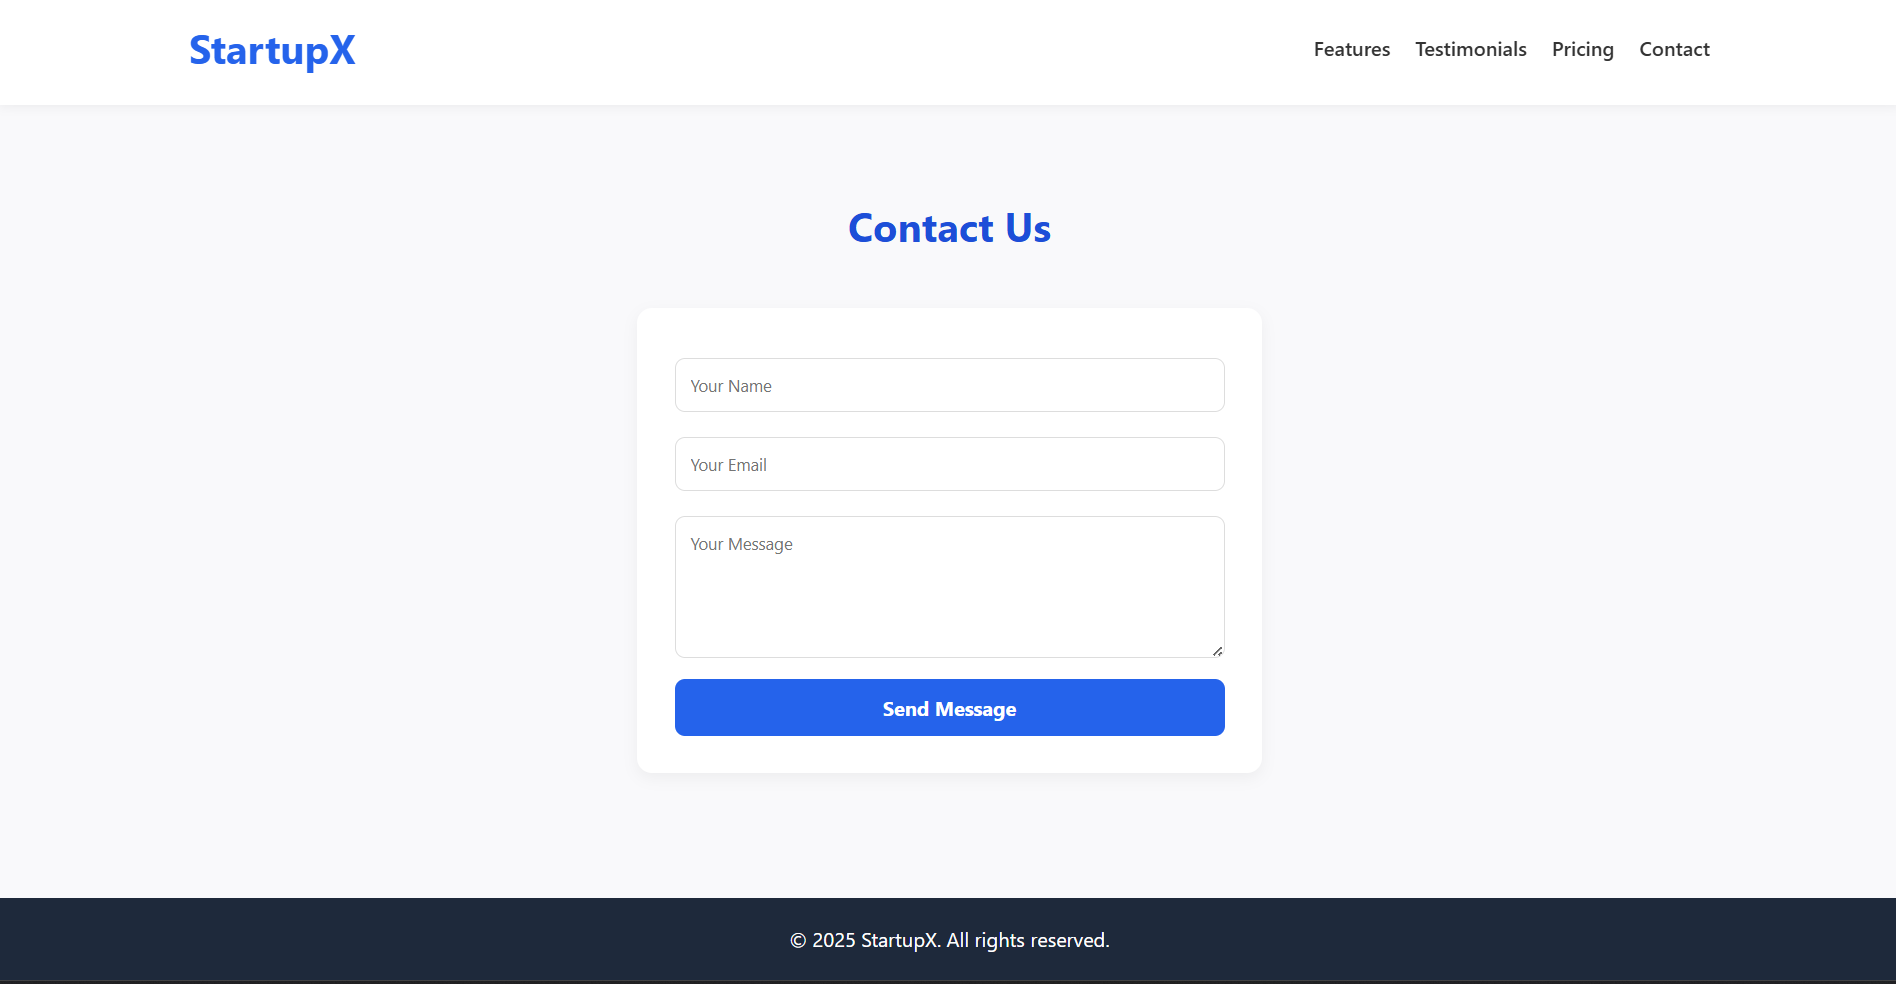 StartupX
Features Testimonials Pricing Contact
Contact Us
Your Name
Your Email
Your Message
Send Message
© 2025 StartupX. All rights reserved.